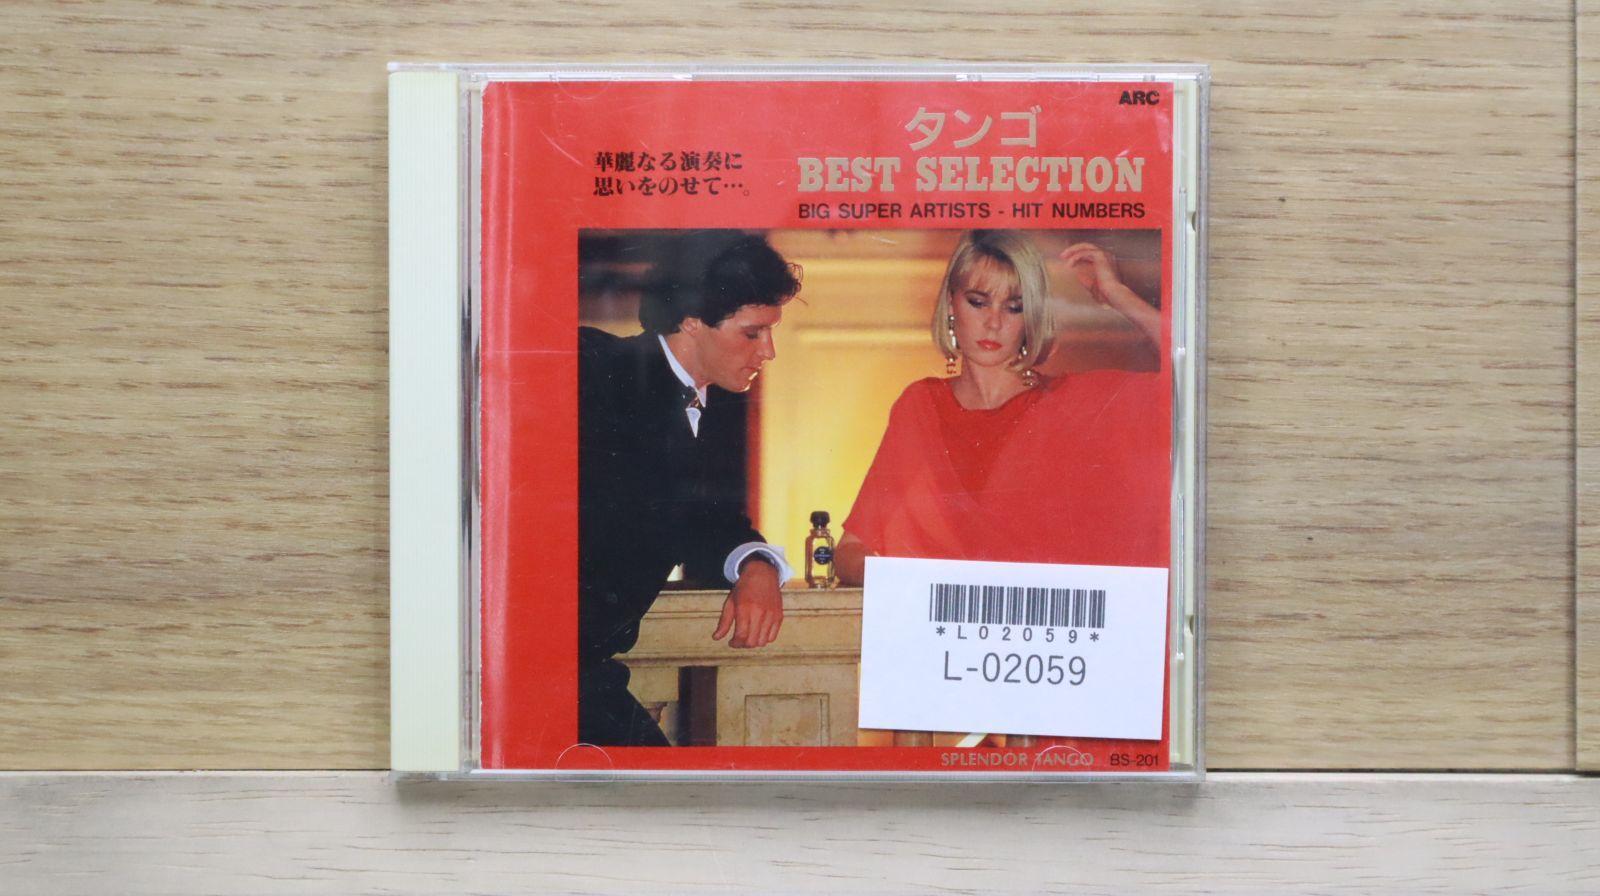 ARC
タンゴ
BEST SELECTION
BIG SUPER ARTISTS - HIT NUMBERS
華麗なる演奏に
思いをのせて…。
*L02059*
L-02059
SPLENDOR TANGO BS-201